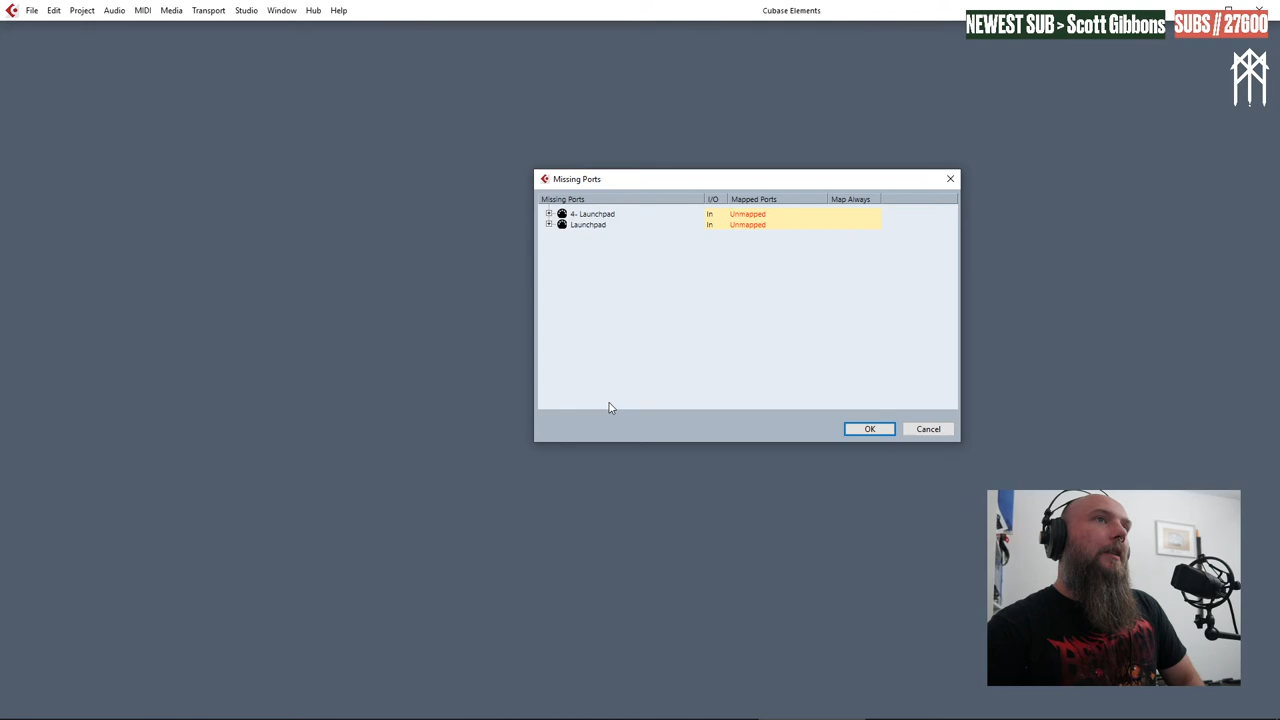 File Edit Project Audio MIDI Media Transport Studio Window Hub Help
Cubase Elements
NEWEST SUB > Scott Gibbons SUBS // 27600
Missing Ports
Missing Ports I/O Mapped Ports Map Always
4- Launchpad In Unmapped
Launchpad In Unmapped
OK Cancel